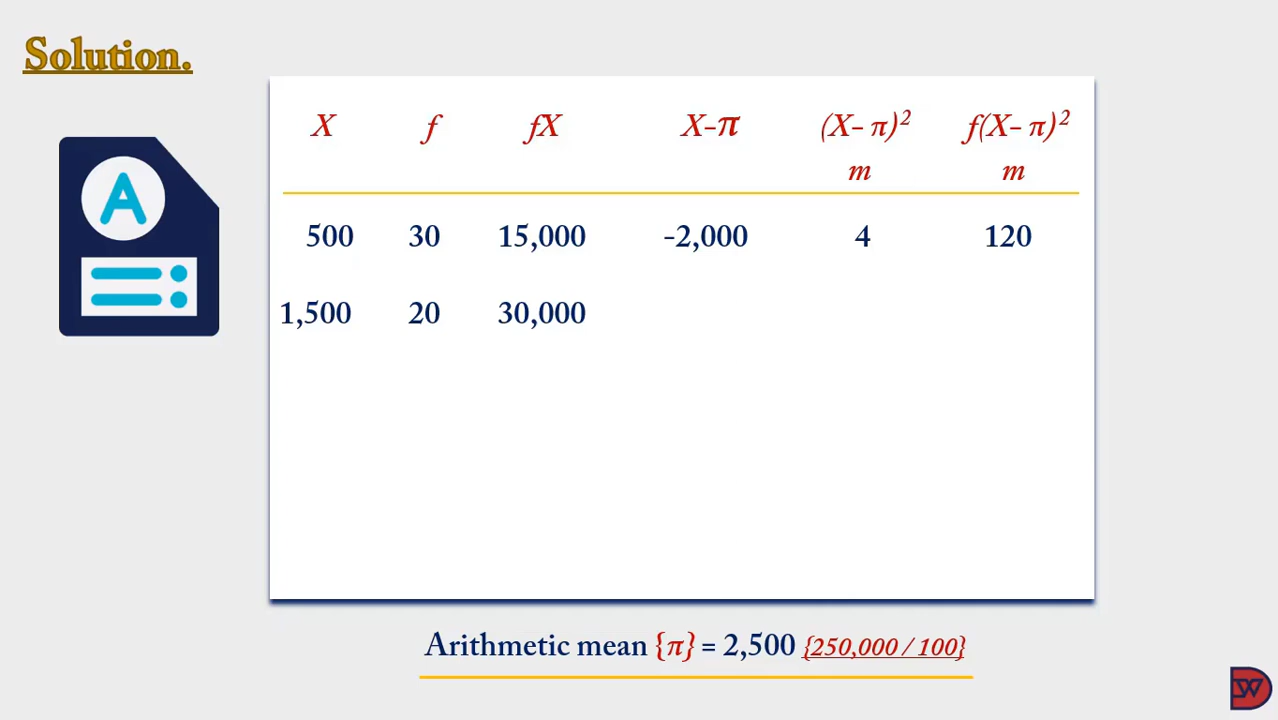 Solution.
X f fX X-π (X- π)² f(X- π)²
m m
500 30 15,000 -2,000 4 120
1,500 20 30,000
Arithmetic mean {π} = 2,500 {250,000 / 100}
A
DW